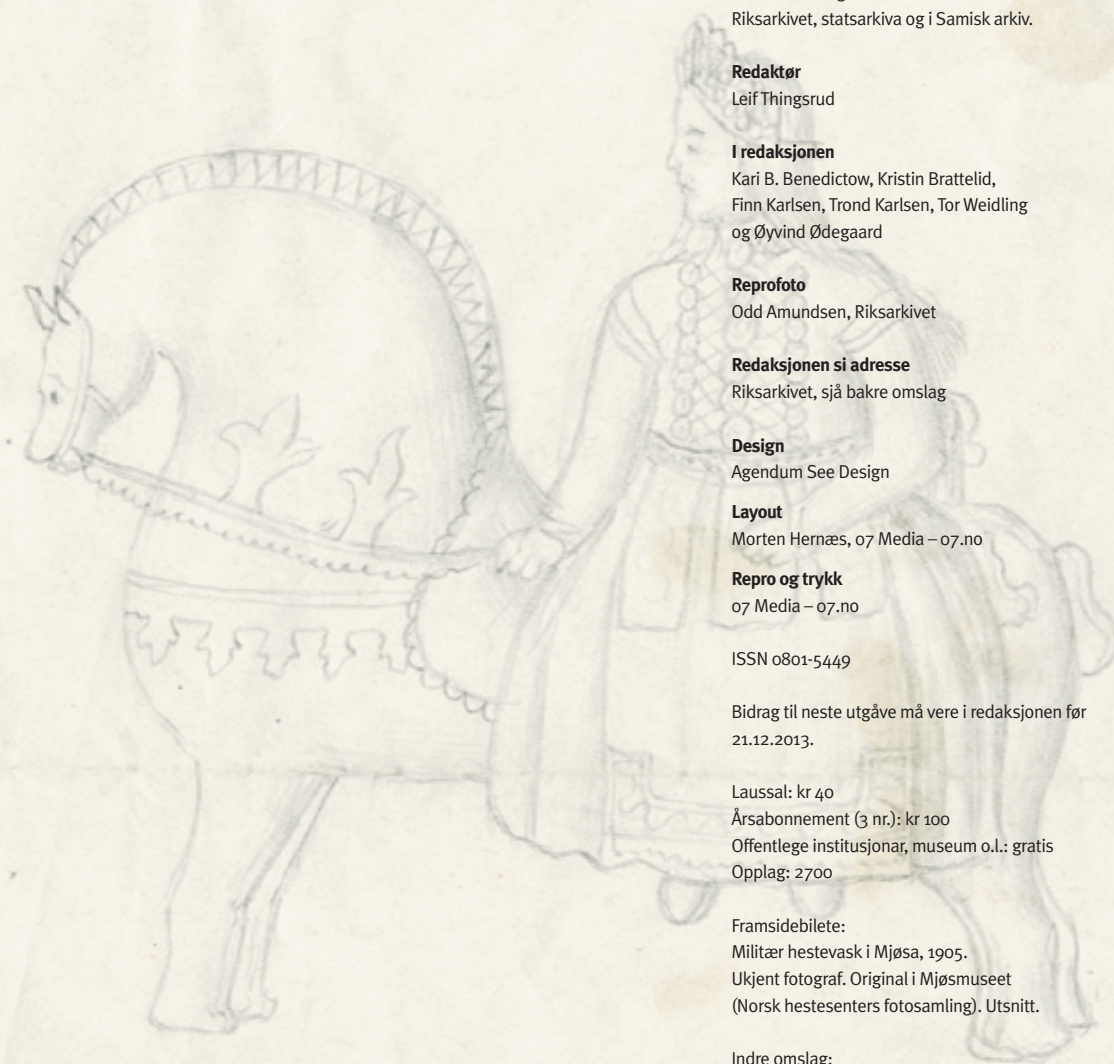 Riksarkivet, statsarkiva og i Samisk arkiv.
Redaktør
Leif Thingsrud
I redaksjonen
Kari B. Benedictow, Kristin Brattelid,
Finn Karlsen, Trond Karlsen, Tor Weidling
og Øyvind Ødegaard
Reprofoto
Odd Amundsen, Riksarkivet
Redaksjonen si adresse
Riksarkivet, sjå bakre omslag
Design
Agendum See Design
Layout
Morten Hernæs, 07 Media – 07.no
Repro og trykk
07 Media – 07.no
ISSN 0801-5449
Bidrag til neste utgåve må vere i redaksjonen før
21.12.2013.
Laussal: kr 40
Årsabonnement (3 nr.): kr 100
Offentlege institusjonar, museum o.l.: gratis
Opplag: 2700
Framsidebilete:
Militær hestevask i Mjøsa, 1905.
Ukjent fotograf. Original i Mjøsmuseet
(Norsk hestesenters fotosamling). Utsnitt.
Indre omslag: